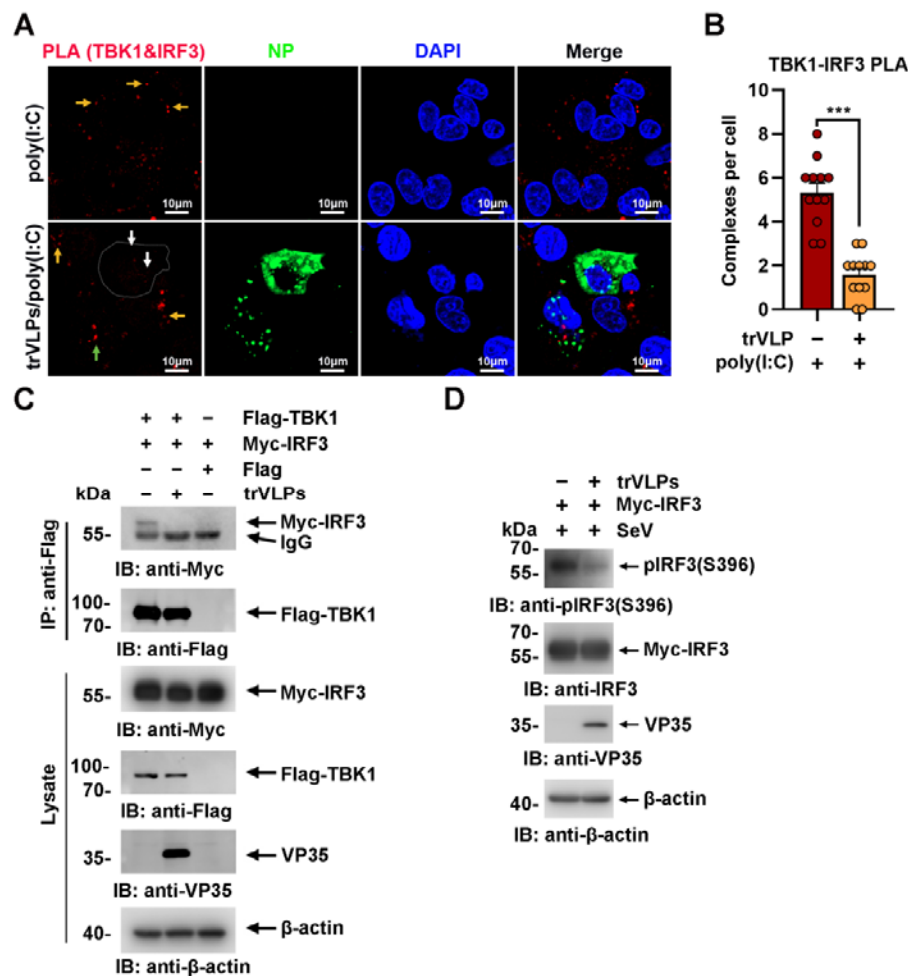 A
PLA (TBK1&IRF3) NP DAPI Merge
poly(I:C)
10μm 10μm 10μm 10μm
trVLPs/poly(I:C)
10μm 10μm 10μm 10μm
B
TBK1-IRF3 PLA
***
Complexes per cell
10
8
6
4
2
0
trVLP − +
poly(I:C) + +
C
+ + − Flag-TBK1
+ + + Myc-IRF3
− − + Flag
kDa − + − trVLPs
IP: anti-Flag
Myc-IRF3
55- IgG
IB: anti-Myc
100-
70- Flag-TBK1
IB: anti-Flag
Lysate
55- Myc-IRF3
IB: anti-Myc
100-
70- Flag-TBK1
IB: anti-Flag
35- VP35
IB: anti-VP35
40- β-actin
IB: anti-β-actin
D
− + trVLPs
+ + Myc-IRF3
kDa + + SeV
70-
55- pIRF3(S396)
IB: anti-pIRF3(S396)
70-
55- Myc-IRF3
IB: anti-IRF3
35- VP35
IB: anti-VP35
40- β-actin
IB: anti-β-actin